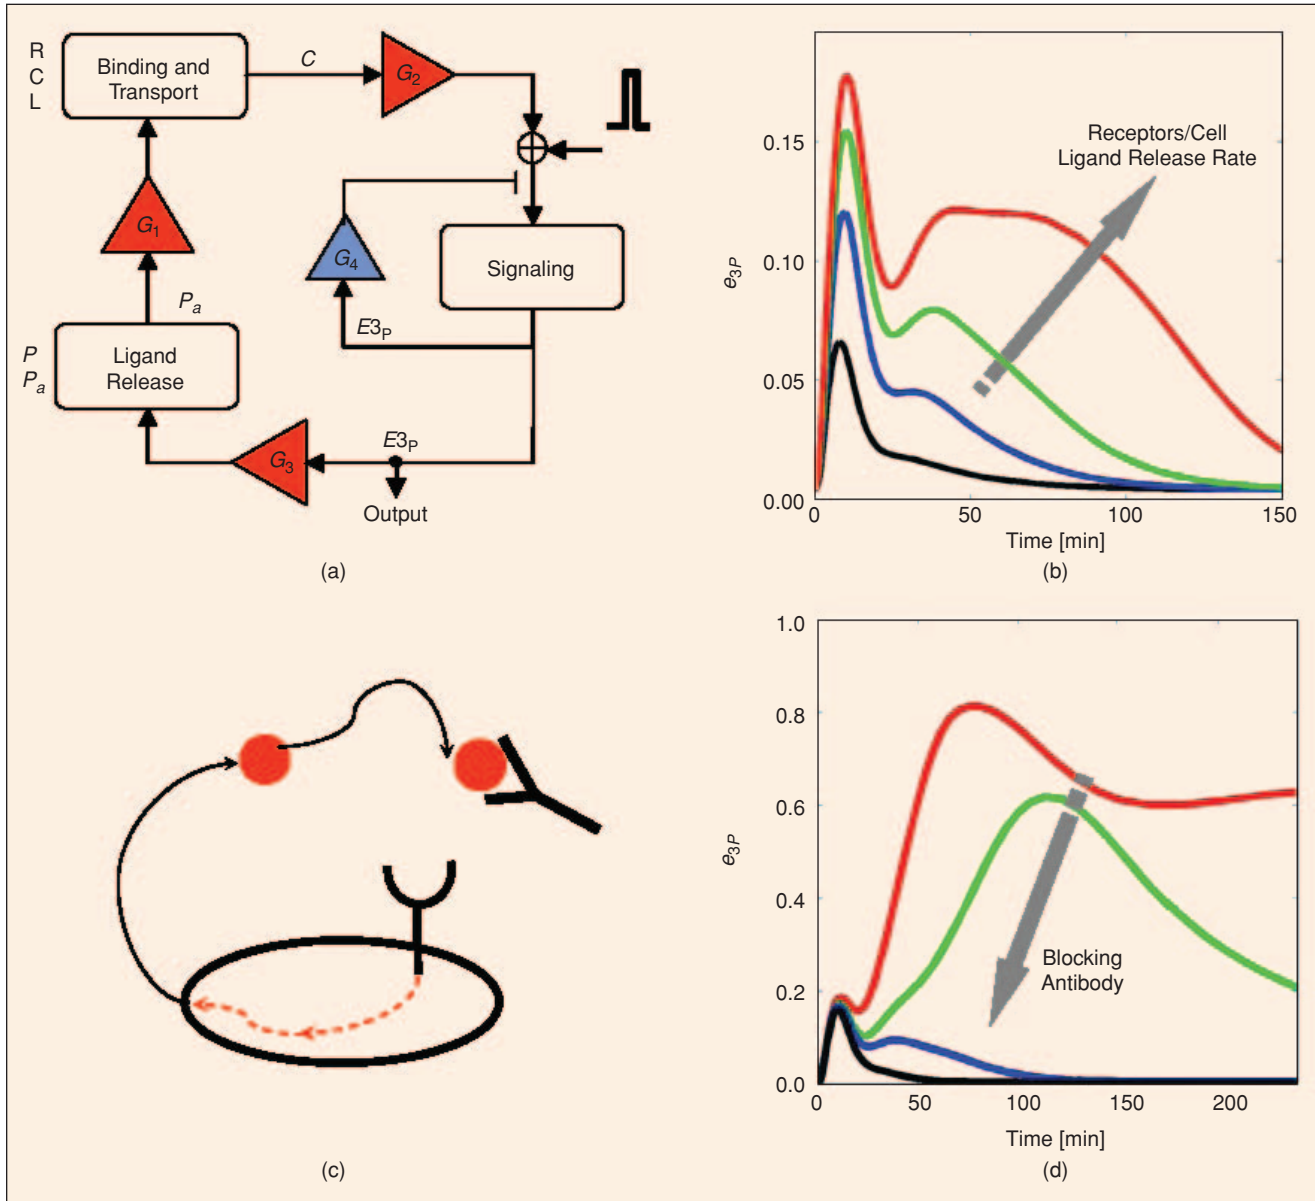 R
C
L
Binding and
Transport
C
G2
G1
G4
Signaling
Pa
E3P
P
Pa
Ligand
Release
G3
E3P
Output
(a)
e3P
0.15
0.10
0.05
0.00
Receptors/Cell
Ligand Release Rate
0
50
100
150
Time [min]
(b)
(c)
e3P
1.0
0.8
0.6
0.4
0.2
0.0
Blocking
Antibody
0
50
100
150
200
Time [min]
(d)